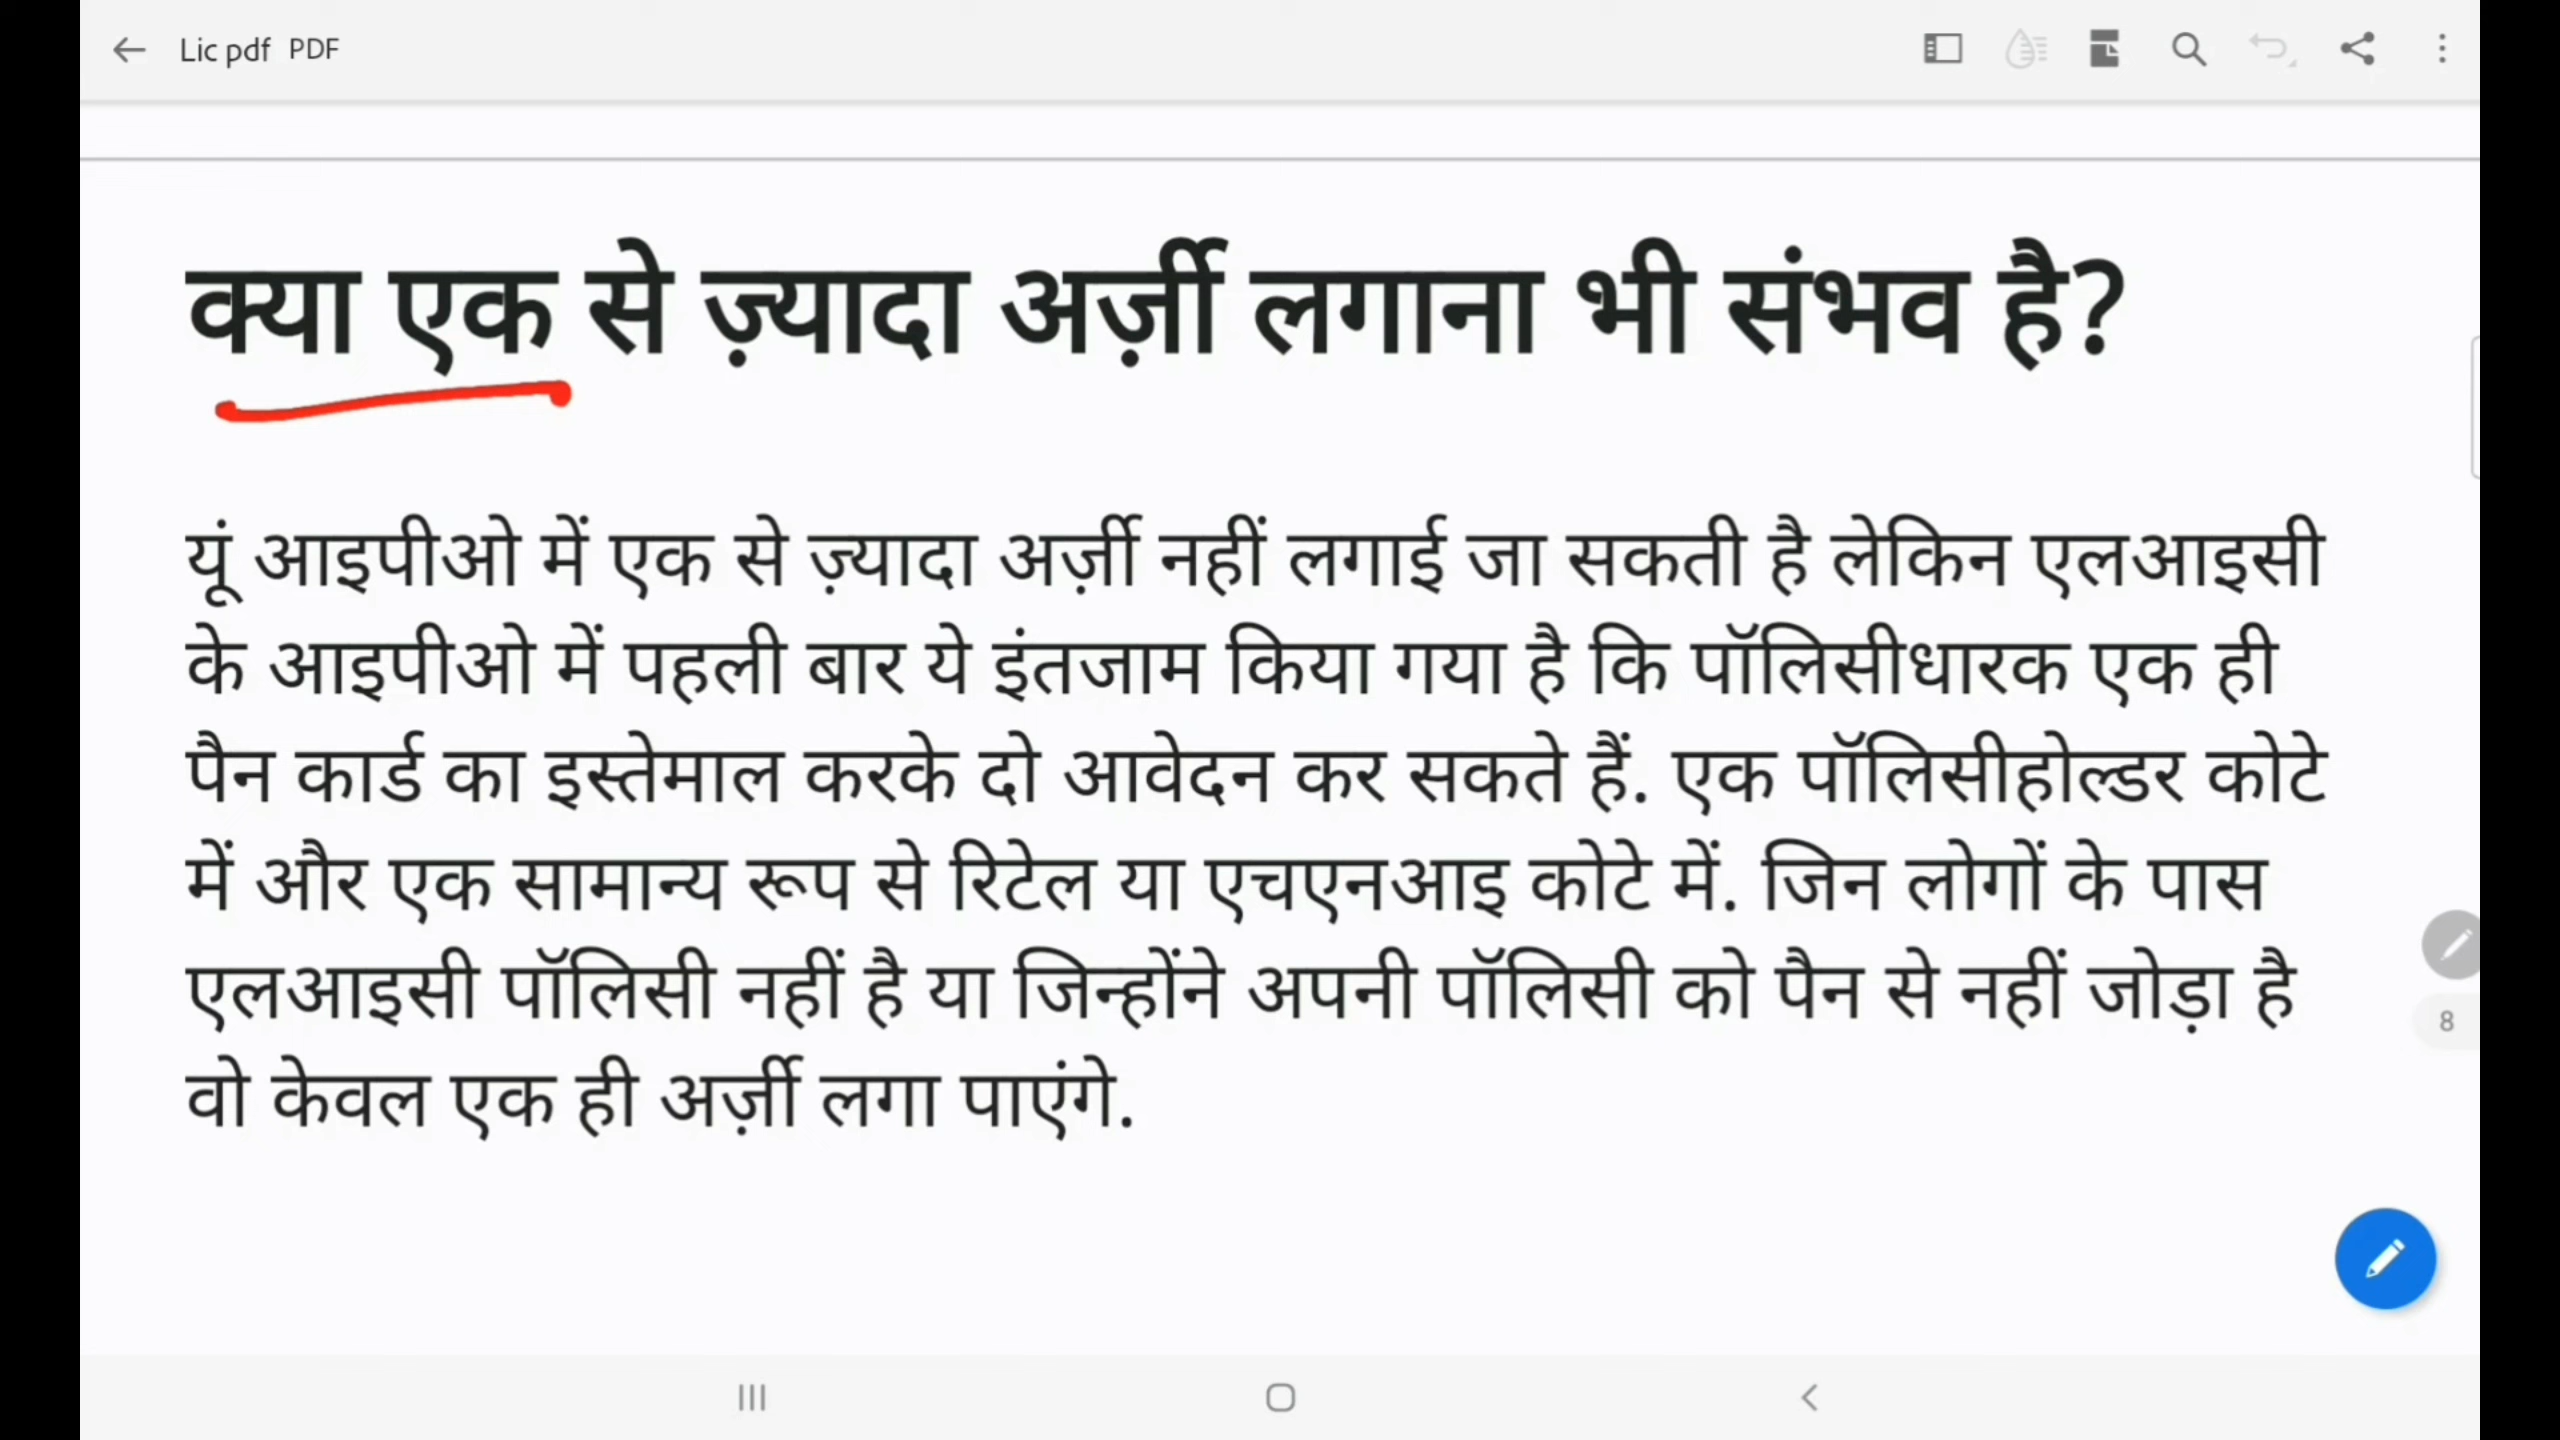 Lic pdf PDF
क्या एक से ज़्यादा अर्ज़ी लगाना भी संभव है?
यूं आइपीओ में एक से ज़्यादा अर्ज़ी नहीं लगाई जा सकती है लेकिन एलआइसी
के आइपीओ में पहली बार ये इंतजाम किया गया है कि पॉलिसीधारक एक ही
पैन कार्ड का इस्तेमाल करके दो आवेदन कर सकते हैं. एक पॉलिसीहोल्डर कोटे
में और एक सामान्य रूप से रिटेल या एचएनआइ कोटे में. जिन लोगों के पास
एलआइसी पॉलिसी नहीं है या जिन्होंने अपनी पॉलिसी को पैन से नहीं जोड़ा है
वो केवल एक ही अर्ज़ी लगा पाएंगे.
8